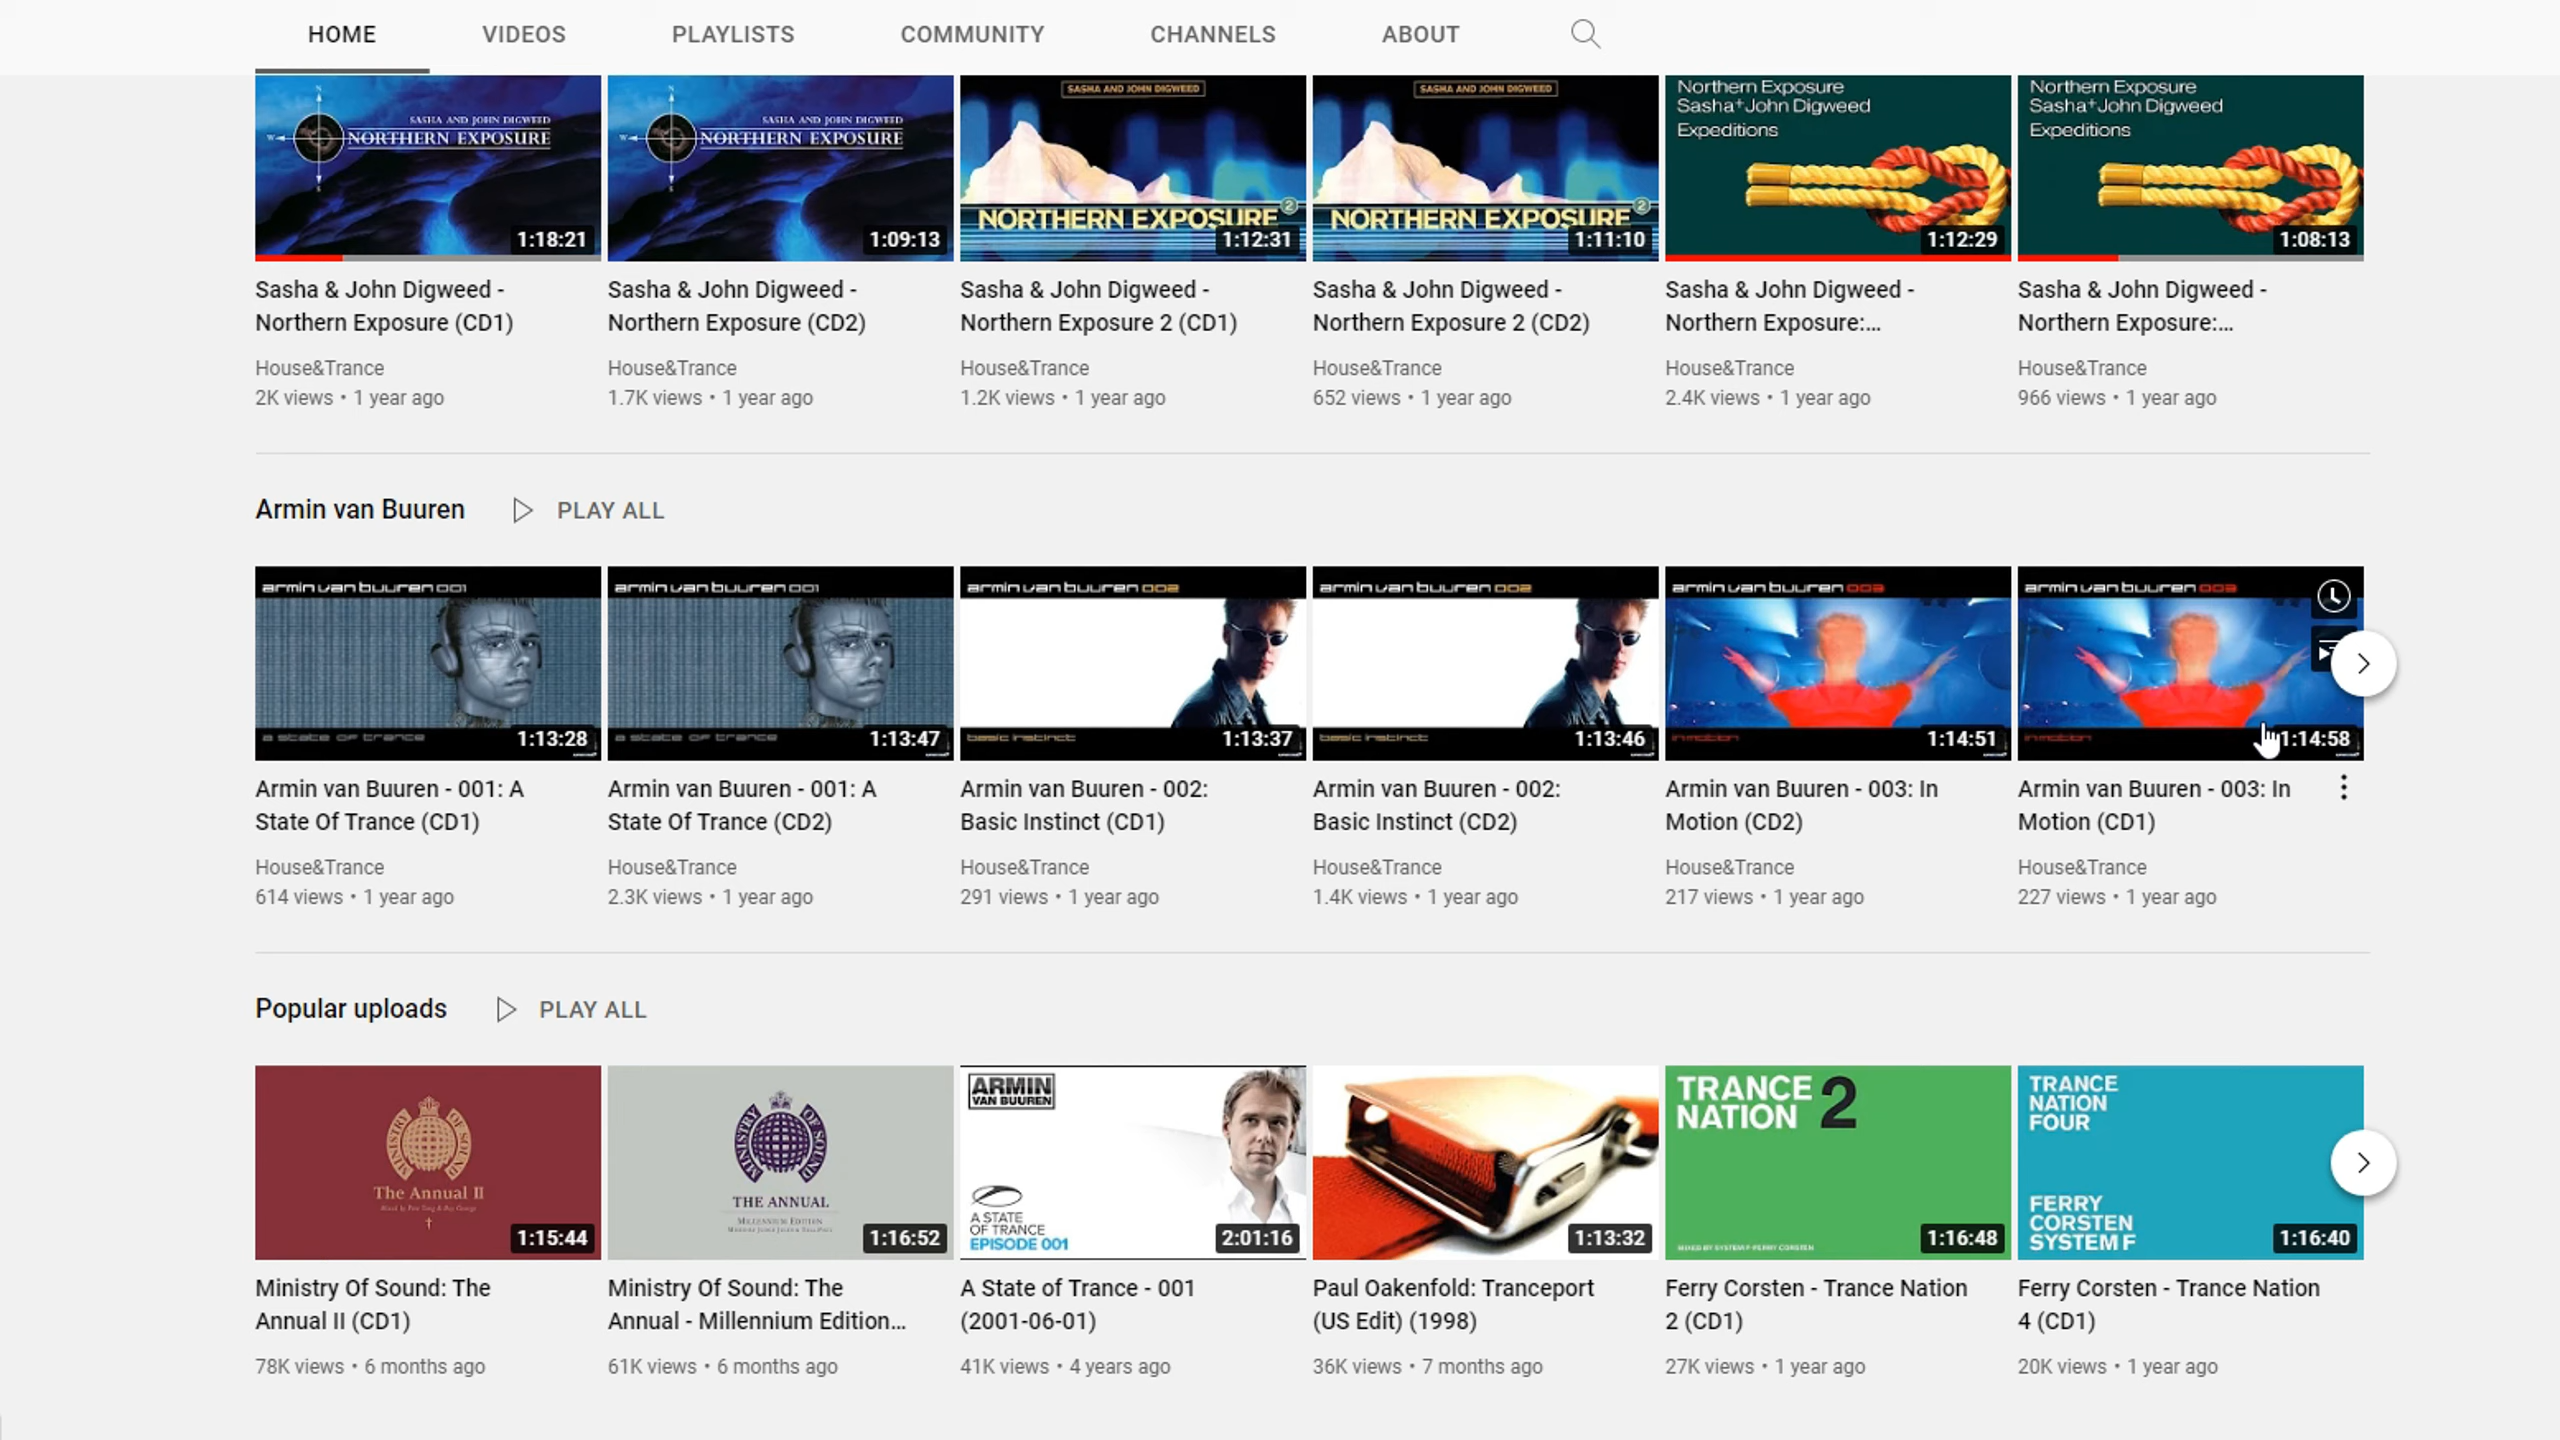 HOME VIDEOS PLAYLISTS COMMUNITY CHANNELS ABOUT
SASHA AND JOHN DIGWEED
NORTHERN EXPOSURE
1:18:21
SASHA AND JOHN DIGWEED
NORTHERN EXPOSURE
1:09:13
SASHA AND JOHN DIGWEED
NORTHERN EXPOSURE 2
1:12:31
SASHA AND JOHN DIGWEED
NORTHERN EXPOSURE 2
1:11:10
Northern Exposure
Sasha+John Digweed
Expeditions
1:12:29
Northern Exposure
Sasha+John Digweed
Expeditions
1:08:13
Sasha & John Digweed -
Northern Exposure (CD1)
House&Trance
2K views • 1 year ago
Sasha & John Digweed -
Northern Exposure (CD2)
House&Trance
1.7K views • 1 year ago
Sasha & John Digweed -
Northern Exposure 2 (CD1)
House&Trance
1.2K views • 1 year ago
Sasha & John Digweed -
Northern Exposure 2 (CD2)
House&Trance
652 views • 1 year ago
Sasha & John Digweed -
Northern Exposure:...
House&Trance
2.4K views • 1 year ago
Sasha & John Digweed -
Northern Exposure:...
House&Trance
966 views • 1 year ago
Armin van Buuren PLAY ALL
armin van buuren 001
a state of trance
1:13:28
armin van buuren 001
a state of trance
1:13:47
armin van buuren 002
basic instinct
1:13:37
armin van buuren 002
basic instinct
1:13:46
armin van buuren 003
in motion
1:14:51
armin van buuren 003
in motion
1:14:58
Armin van Buuren - 001: A
State Of Trance (CD1)
House&Trance
614 views • 1 year ago
Armin van Buuren - 001: A
State Of Trance (CD2)
House&Trance
2.3K views • 1 year ago
Armin van Buuren - 002:
Basic Instinct (CD1)
House&Trance
291 views • 1 year ago
Armin van Buuren - 002:
Basic Instinct (CD2)
House&Trance
1.4K views • 1 year ago
Armin van Buuren - 003: In
Motion (CD2)
House&Trance
217 views • 1 year ago
Armin van Buuren - 003: In
Motion (CD1)
House&Trance
227 views • 1 year ago
Popular uploads PLAY ALL
MINISTRY OF SOUND
The Annual II
1:15:44
MINISTRY OF SOUND
THE ANNUAL
MILLENNIUM EDITION
1:16:52
ARMIN
VAN BUUREN
A STATE
OF TRANCE
EPISODE 001
2:01:16
1:13:32
TRANCE
NATION 2
MIXED BY SYSTEM F-FERRY CORSTEN
1:16:48
TRANCE
NATION
FOUR
FERRY
CORSTEN
SYSTEM F
1:16:40
Ministry Of Sound: The
Annual II (CD1)
78K views • 6 months ago
Ministry Of Sound: The
Annual - Millennium Edition...
61K views • 6 months ago
A State of Trance - 001
(2001-06-01)
41K views • 4 years ago
Paul Oakenfold: Tranceport
(US Edit) (1998)
36K views • 7 months ago
Ferry Corsten - Trance Nation
2 (CD1)
27K views • 1 year ago
Ferry Corsten - Trance Nation
4 (CD1)
20K views • 1 year ago